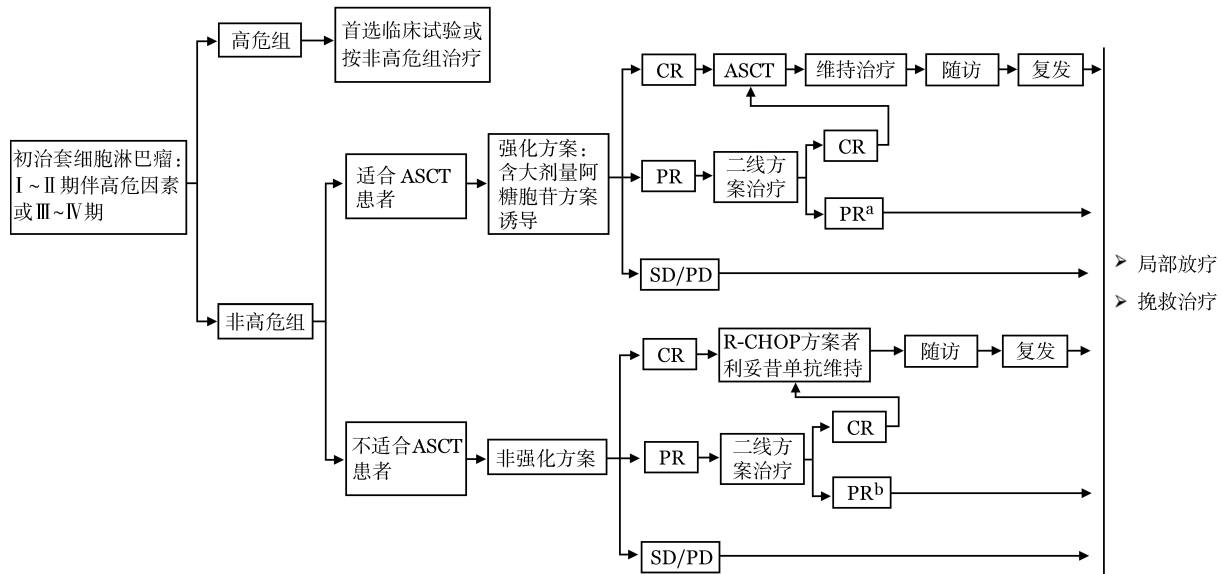 高危组
首选临床试验或
按非高危组治疗
初治套细胞淋巴瘤：
Ⅰ~Ⅱ期伴高危因素
或Ⅲ~Ⅳ期
非高危组
适合 ASCT
患者
强化方案：
含大剂量阿
糖胞苷方案
诱导
CR
ASCT
维持治疗
随访
复发
PR
二线方
案治疗
CR
PRa
SD/PD
不适合ASCT
患者
非强化方案
CR
R-CHOP方案者
利妥昔单抗维持
随访
复发
PR
二线方
案治疗
CR
PRb
SD/PD
➢ 局部放疗
➢ 挽救治疗